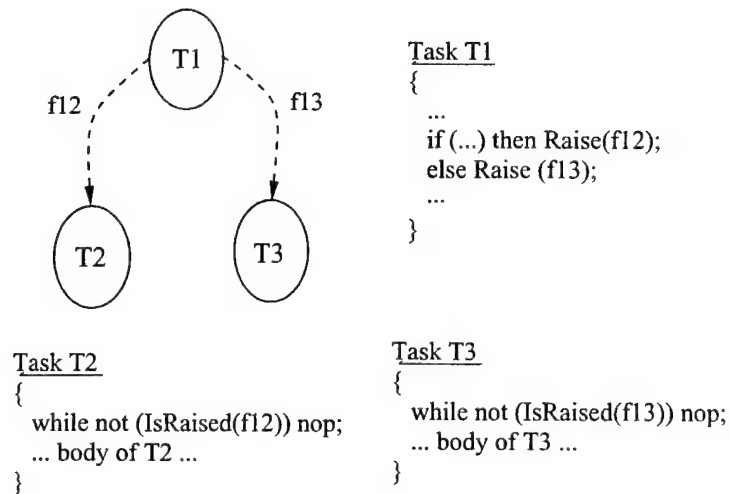 T1
f12
f13
T2
T3
Task T1
{
...
if (...) then Raise(f12);
else Raise (f13);
...
}
Task T2
{
while not (IsRaised(f12)) nop;
... body of T2 ...
}
Task T3
{
while not (IsRaised(f13)) nop;
... body of T3 ...
}